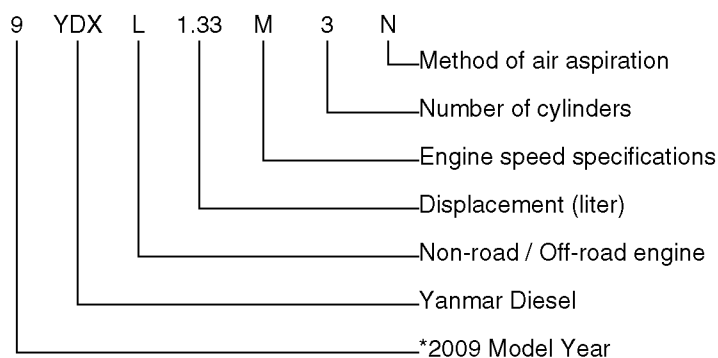 9 YDX L 1.33 M 3 N
Method of air aspiration
Number of cylinders
Engine speed specifications
Displacement (liter)
Non-road / Off-road engine
Yanmar Diesel
*2009 Model Year